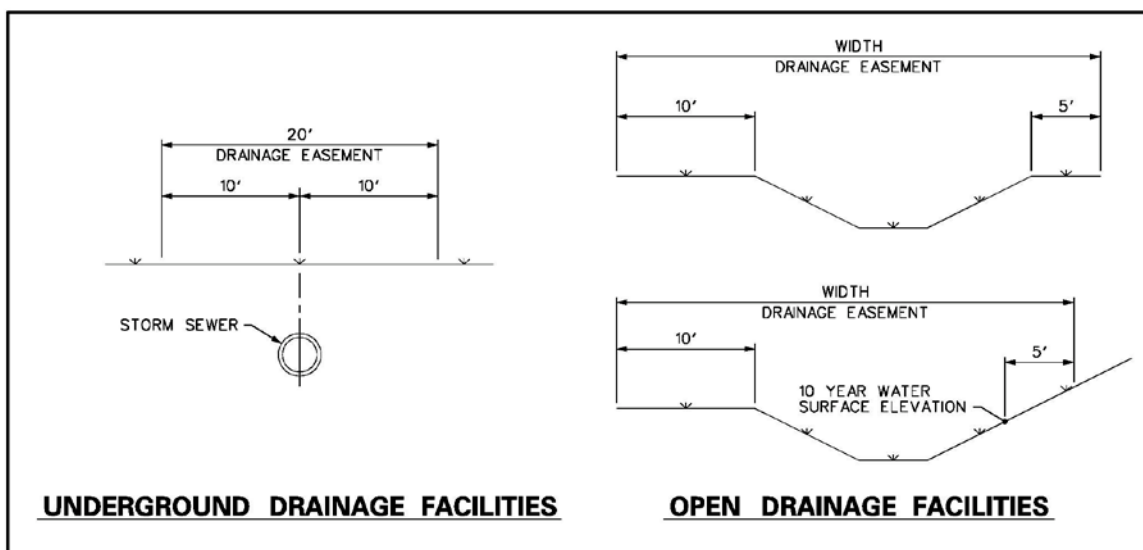 20'
DRAINAGE EASEMENT
10'
10'
STORM SEWER
UNDERGROUND DRAINAGE FACILITIES
WIDTH
DRAINAGE EASEMENT
10'
5'
WIDTH
DRAINAGE EASEMENT
10'
5'
10 YEAR WATER
SURFACE ELEVATION
OPEN DRAINAGE FACILITIES